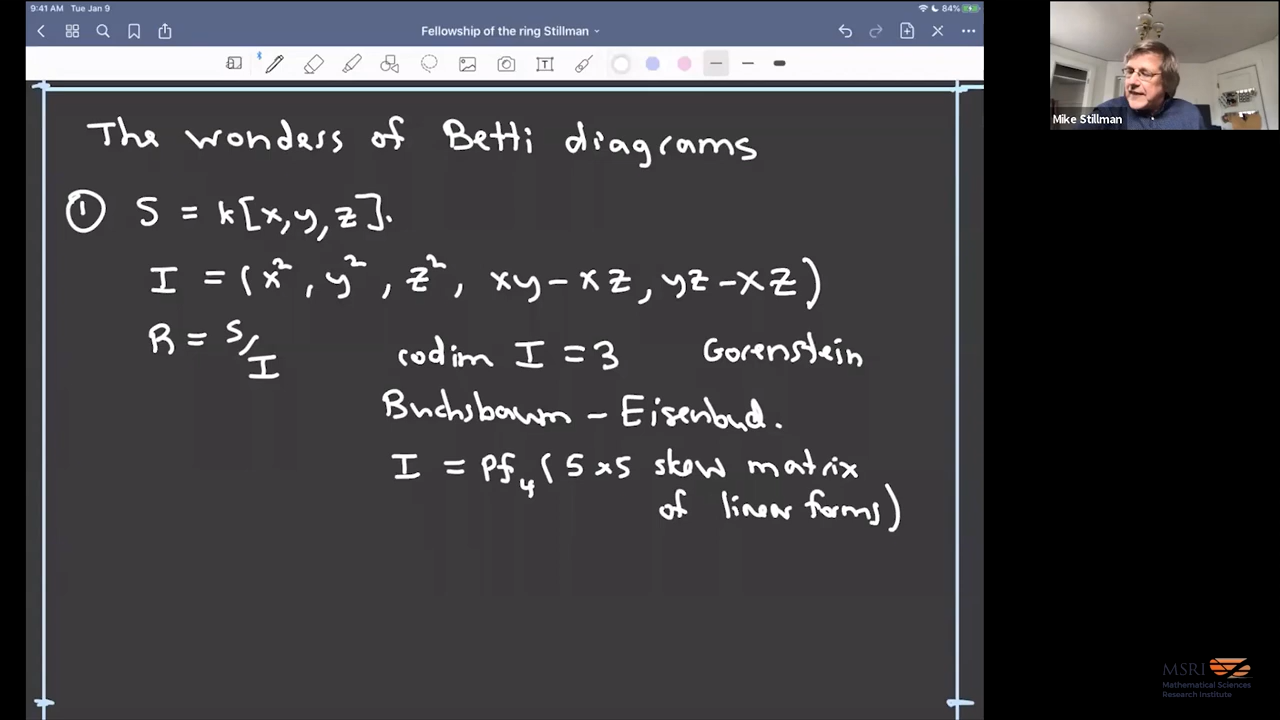 9:41 AM Tue Jan 9
84%
Fellowship of the ring Stillman
The wonders of Betti diagrams
① S = k[x,y,z].
I = (x², y², z², xy - xz, yz - xz)
R = S/I
codim I = 3 Gorenstein
Buchsbaum - Eisenbud.
I = Pf₄(5×5 skew matrix
of linear forms)
Mike Stillman
MSRI
Mathematical Sciences
Research Institute